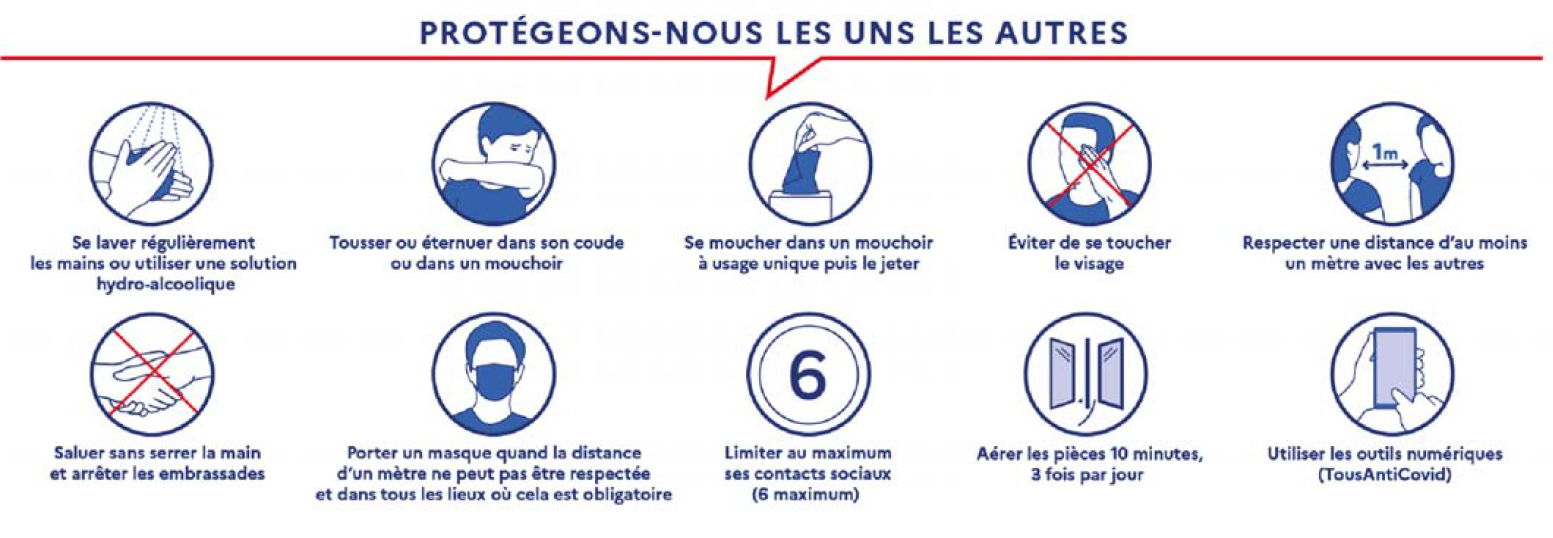 PROTÉGEONS-NOUS LES UNS LES AUTRES
1m
Se laver régulièrement
les mains ou utiliser une solution
hydro-alcoolique
Tousser ou éternuer dans son coude
ou dans un mouchoir
Se moucher dans un mouchoir
à usage unique puis le jeter
Éviter de se toucher
le visage
Respecter une distance d'au moins
un mètre avec les autres
6
Saluer sans serrer la main
et arrêter les embrassades
Porter un masque quand la distance
d'un mètre ne peut pas être respectée
et dans tous les lieux où cela est obligatoire
Limiter au maximum
ses contacts sociaux
(6 maximum)
Aérer les pièces 10 minutes,
3 fois par jour
Utiliser les outils numériques
(TousAntiCovid)